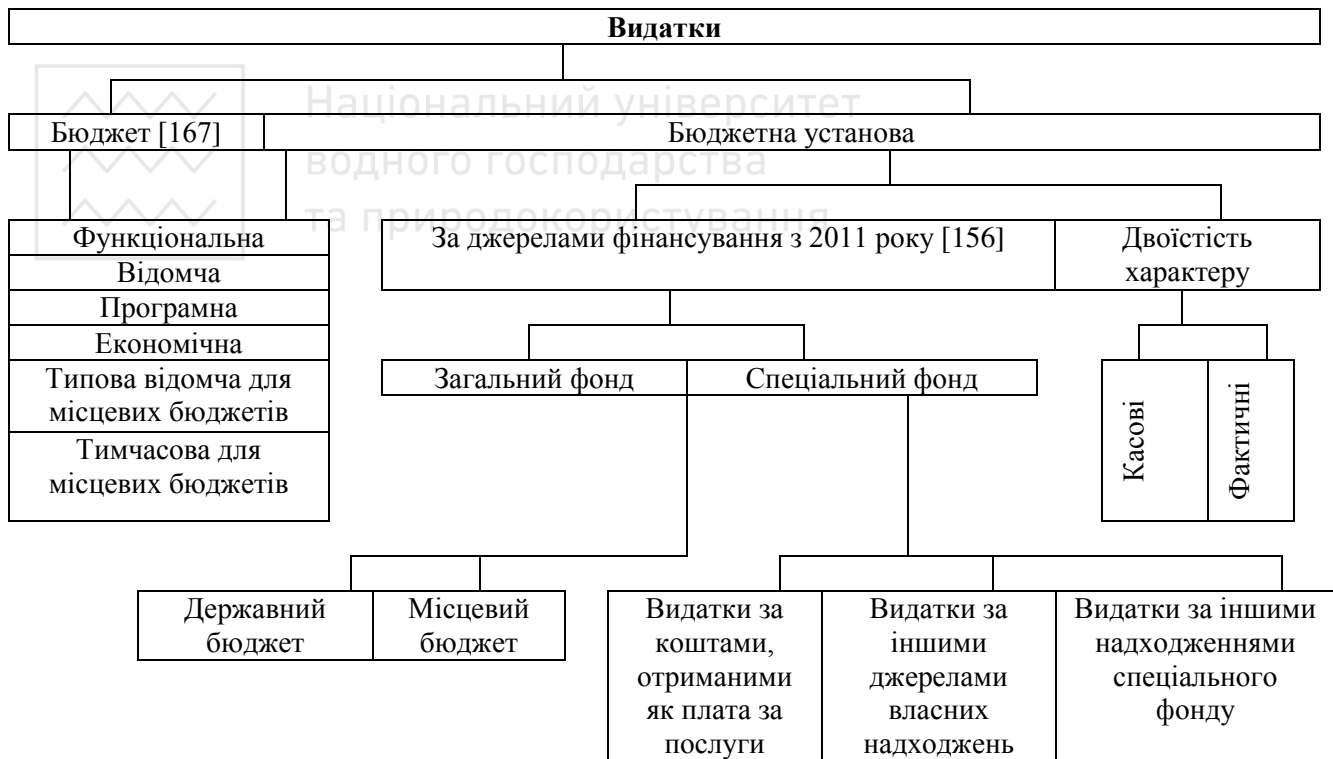 Видатки
Національний університет
водного господарства
та природокористування
Бюджет [167]
Бюджетна установа
Функціональна
Відомча
Програмна
Економічна
Типова відомча для
місцевих бюджетів
Тимчасова для
місцевих бюджетів
За джерелами фінансування з 2011 року [156]
Двоїстість
характеру
Загальний фонд
Спеціальний фонд
Касові
Фактичні
Державний
бюджет
Місцевий
бюджет
Видатки за
коштами,
отриманими
як плата за
послуги
Видатки за
іншими
джерелами
власних
надходжень
Видатки за іншими
надходженнями
спеціального
фонду